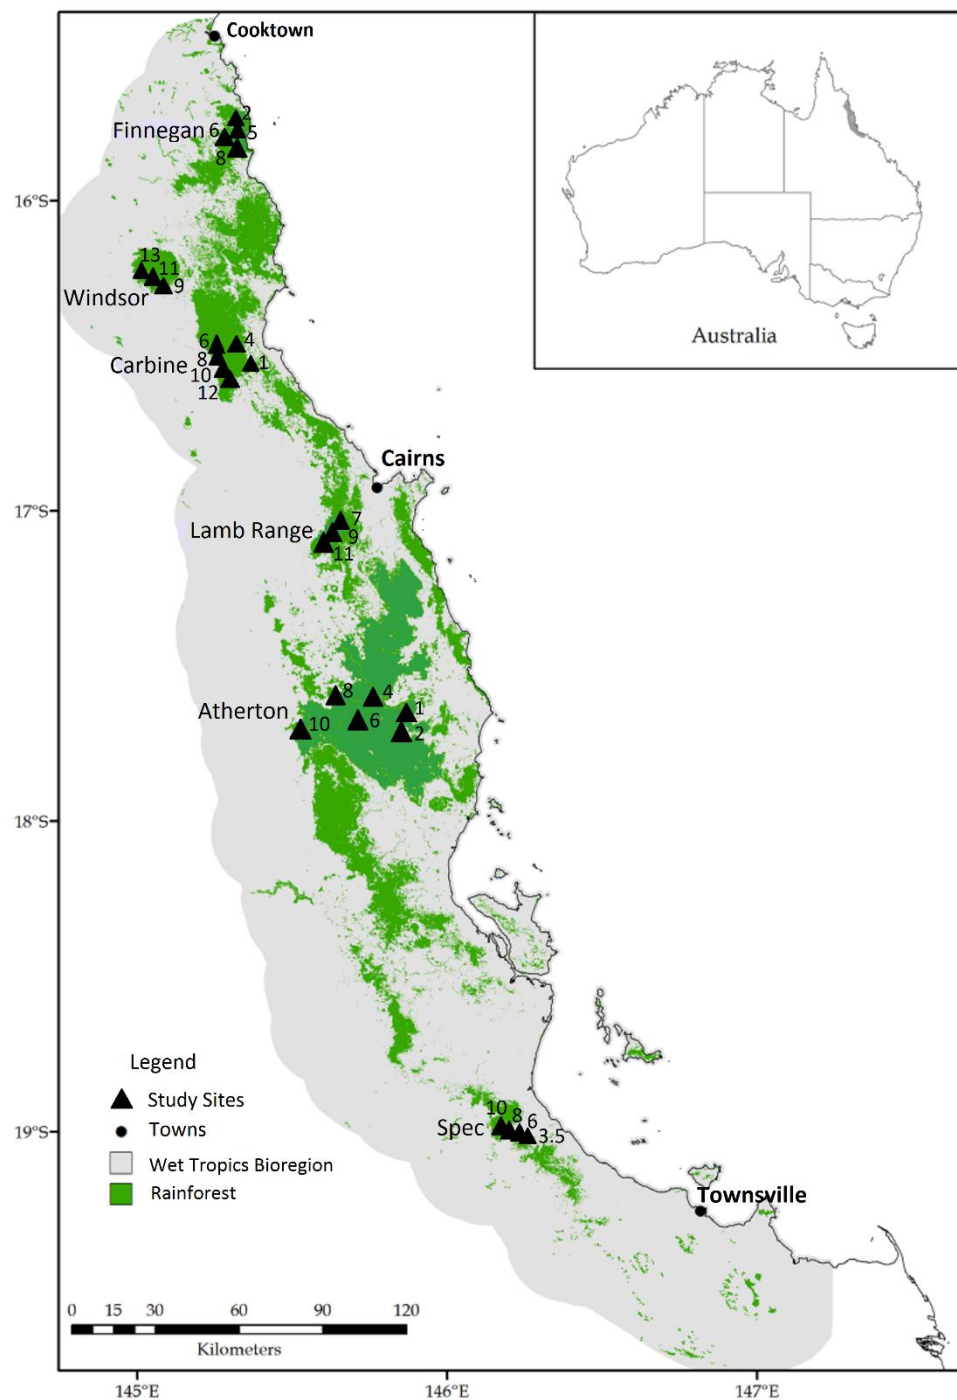 Cooktown
2
Finnegan 6 5
8
16°S
13
11
Windsor 9
6 4
8
Carbine 1
10
12
Cairns
17°S
7
Lamb Range 9
11
8 4
Atherton 1
10 6
2
18°S
Australia
Legend
Study Sites
Towns
Wet Tropics Bioregion
Rainforest
10 8 6
19°S
Spec 3.5
Townsville
0 15 30 60 90 120
Kilometers
145°E 146°E 147°E